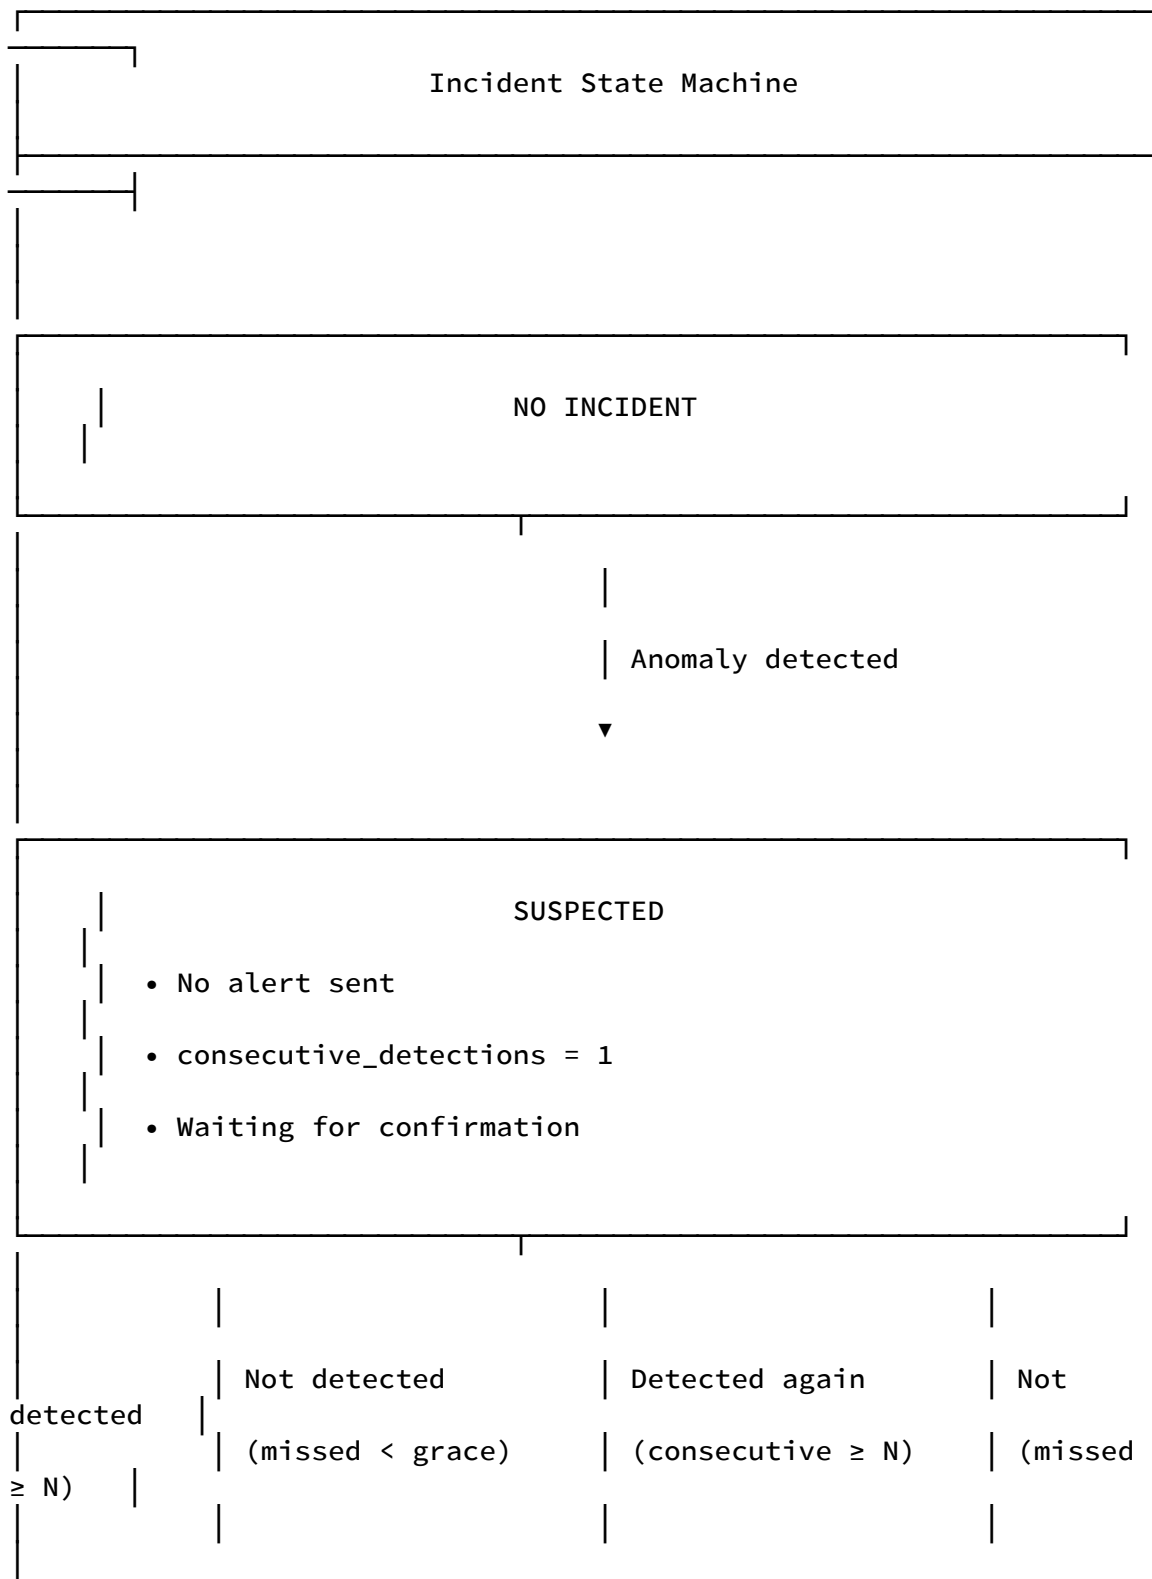 Incident State Machine
NO INCIDENT
Anomaly detected
▼
SUSPECTED
• No alert sent
• consecutive_detections = 1
• Waiting for confirmation
Not detected Detected again Not
detected
(missed < grace) (consecutive ≥ N) (missed
≥ N)